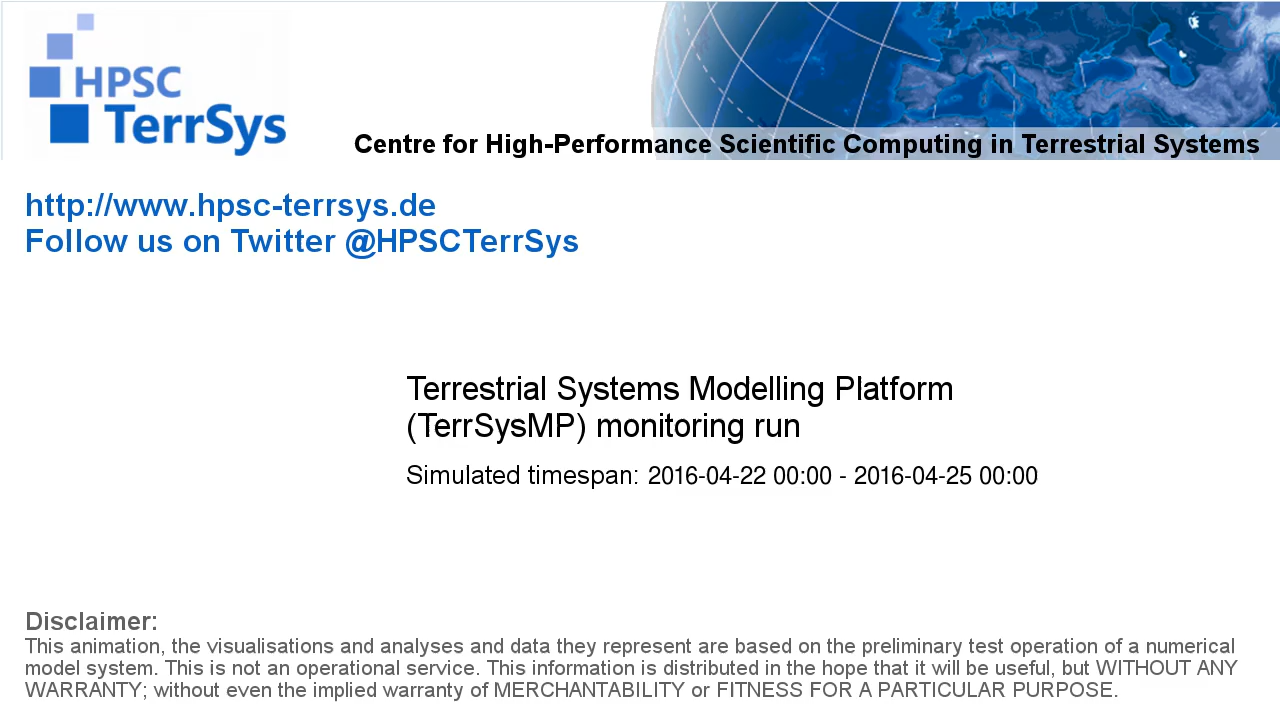 HPSC
TerrSys
Centre for High-Performance Scientific Computing in Terrestrial Systems
http://www.hpsc-terrsys.de
Follow us on Twitter @HPSCTerrSys
Terrestrial Systems Modelling Platform
(TerrSysMP) monitoring run
Simulated timespan: 2016-04-22 00:00 - 2016-04-25 00:00
Disclaimer:
This animation, the visualisations and analyses and data they represent are based on the preliminary test operation of a numerical
model system. This is not an operational service. This information is distributed in the hope that it will be useful, but WITHOUT ANY
WARRANTY; without even the implied warranty of MERCHANTABILITY or FITNESS FOR A PARTICULAR PURPOSE.